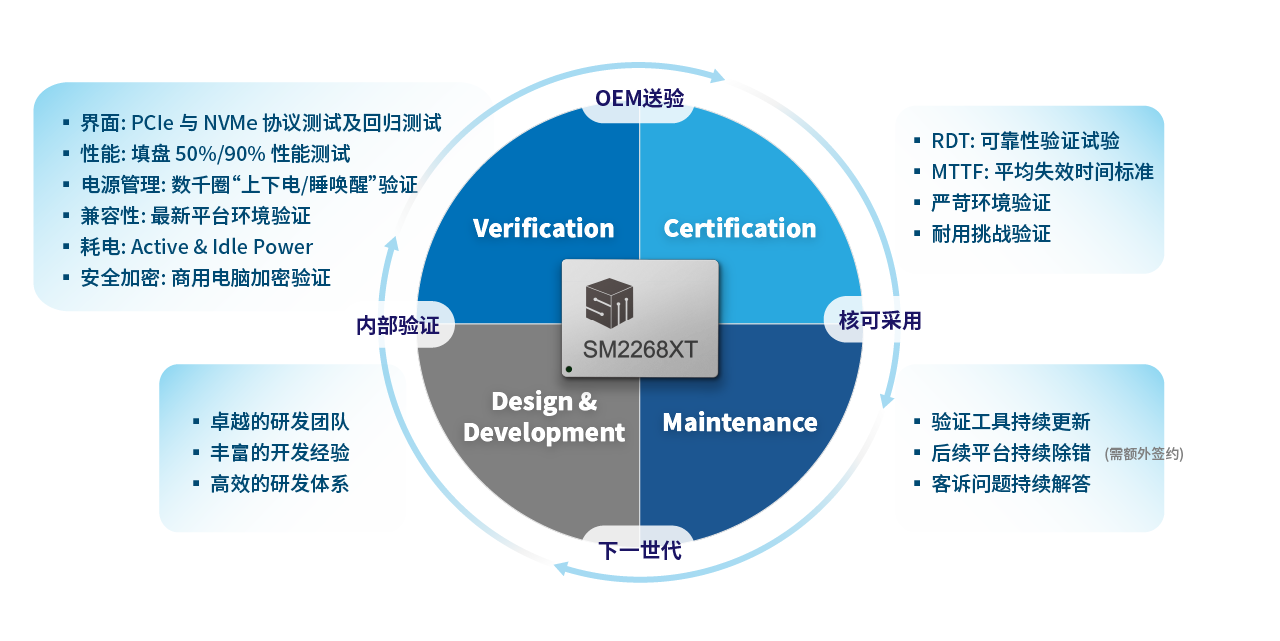 OEM送验
▪ 界面: PCIe 与 NVMe 协议测试及回归测试
▪ 性能: 填盘 50%/90% 性能测试
▪ 电源管理: 数千圈“上下电/睡唤醒”验证
▪ 兼容性: 最新平台环境验证
▪ 耗电: Active & Idle Power
▪ 安全加密: 商用电脑加密验证
Verification
Certification
▪ RDT: 可靠性验证试验
▪ MTTF: 平均失效时间标准
▪ 严苛环境验证
▪ 耐用挑战验证
内部验证
SM2268XT
核可采用
▪ 卓越的研发团队
▪ 丰富的开发经验
▪ 高效的研发体系
Design &
Development
Maintenance
▪ 验证工具持续更新
▪ 后续平台持续除错 (需额外签约)
▪ 客诉问题持续解答
下一世代